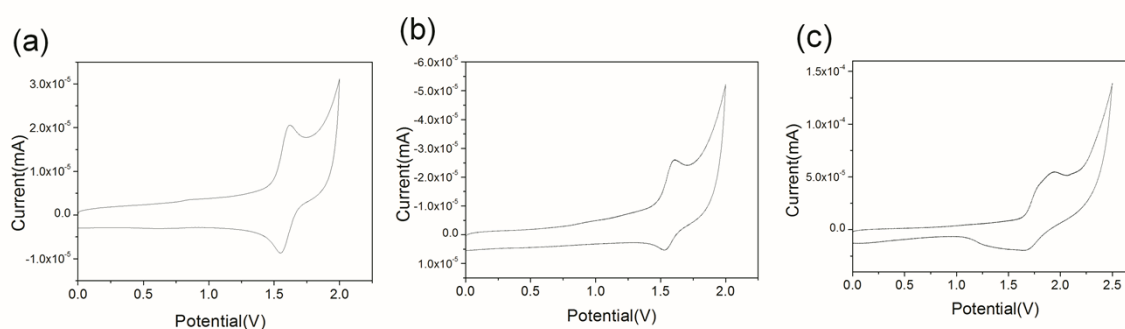 (a)
3.0x10⁻⁵
2.0x10⁻⁵
1.0x10⁻⁵
0.0
-1.0x10⁻⁵
Current(mA)
0.0 0.5 1.0 1.5 2.0
Potential(V)
(b)
-6.0x10⁻⁵
-5.0x10⁻⁵
-4.0x10⁻⁵
-3.0x10⁻⁵
-2.0x10⁻⁵
-1.0x10⁻⁵
0.0
1.0x10⁻⁵
Current(mA)
0.0 0.5 1.0 1.5 2.0
Potential(V)
(c)
1.5x10⁻⁴
1.0x10⁻⁴
5.0x10⁻⁵
0.0
Current(mA)
0.0 0.5 1.0 1.5 2.0 2.5
Potential(V)